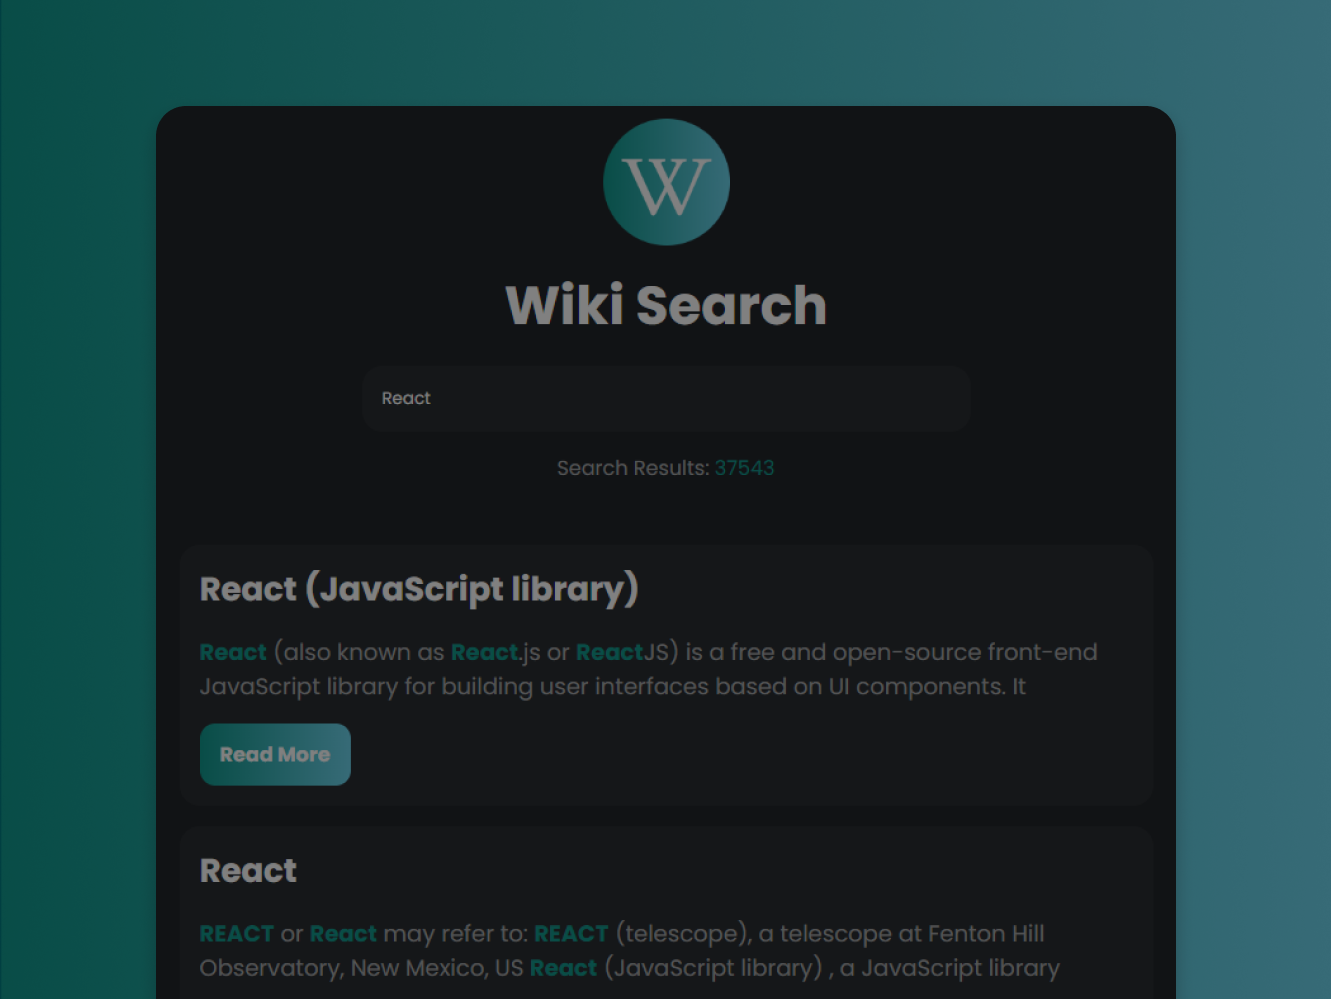 W
Wiki Search
React
Search Results: 37543
React (JavaScript library)
React (also known as React.js or ReactJS) is a free and open-source front-end
JavaScript library for building user interfaces based on UI components. It
Read More
React
REACT or React may refer to: REACT (telescope), a telescope at Fenton Hill
Observatory, New Mexico, US React (JavaScript library) , a JavaScript library